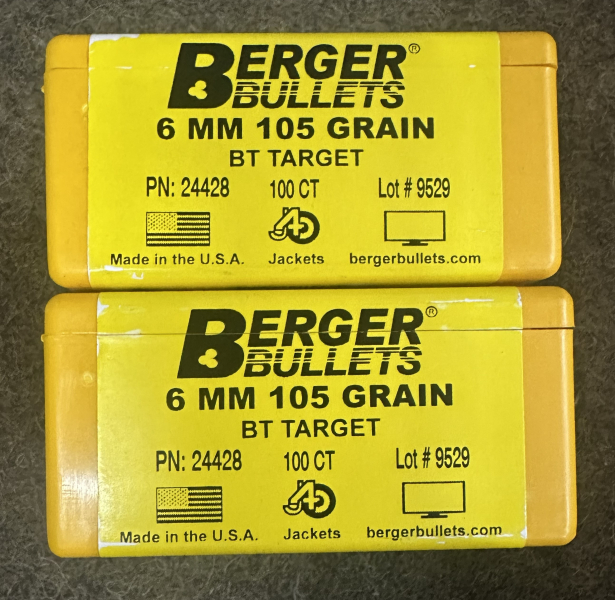 BERGER®
BULLETS
6 MM 105 GRAIN
BT TARGET
PN: 24428 100 CT Lot # 9529
Made in the U.S.A. Jackets bergerbullets.com
BERGER®
BULLETS
6 MM 105 GRAIN
BT TARGET
PN: 24428 100 CT Lot # 9529
Made in the U.S.A. Jackets bergerbullets.com